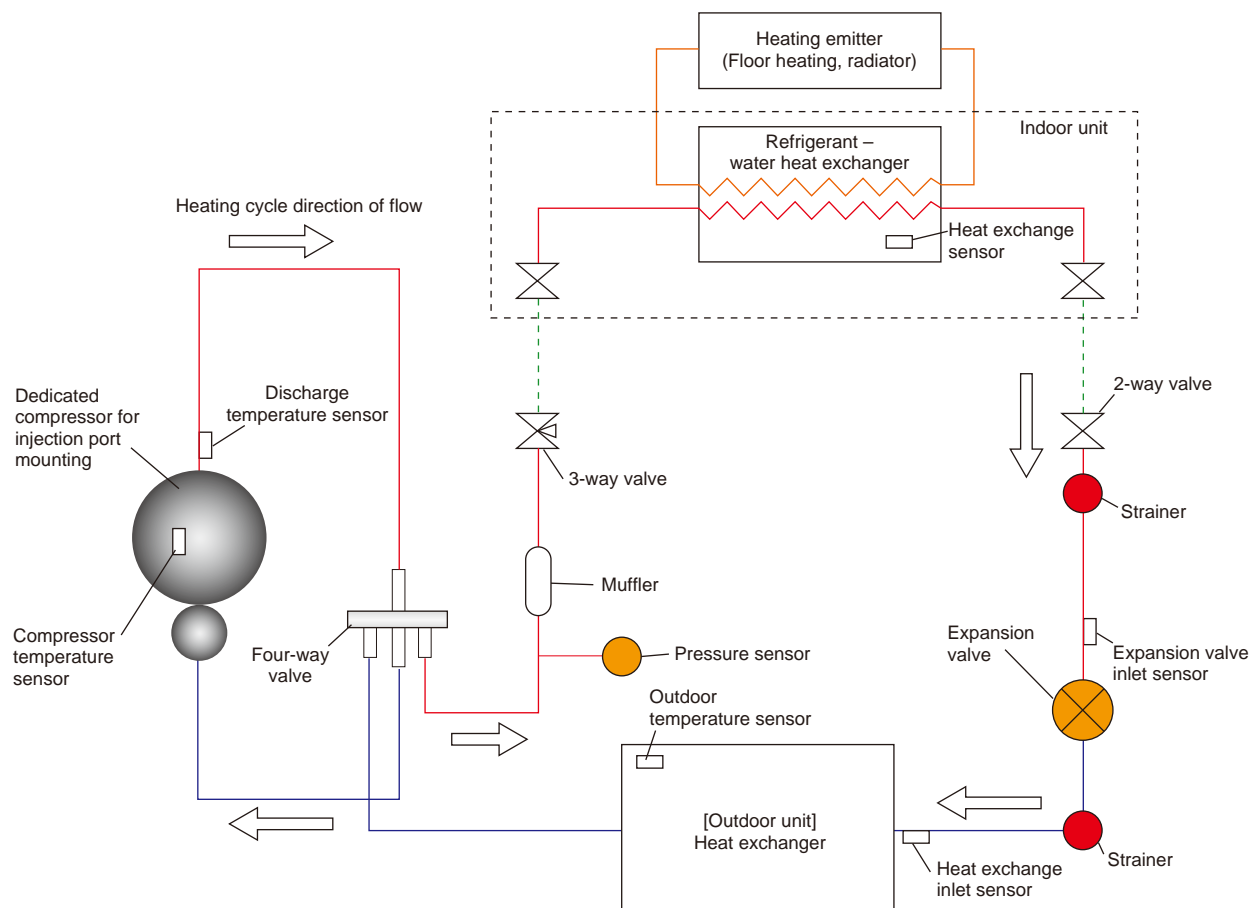 Heating emitter
(Floor heating, radiator)
Indoor unit
Refrigerant –
water heat exchanger
Heating cycle direction of flow
Heat exchange
sensor
Dedicated
compressor for
injection port
mounting
Discharge
temperature sensor
2-way valve
3-way valve
Strainer
Muffler
Compressor
temperature
sensor
Four-way
valve
Pressure sensor
Expansion
valve
Expansion valve
inlet sensor
Outdoor
temperature sensor
[Outdoor unit]
Heat exchanger
Heat exchange
inlet sensor
Strainer